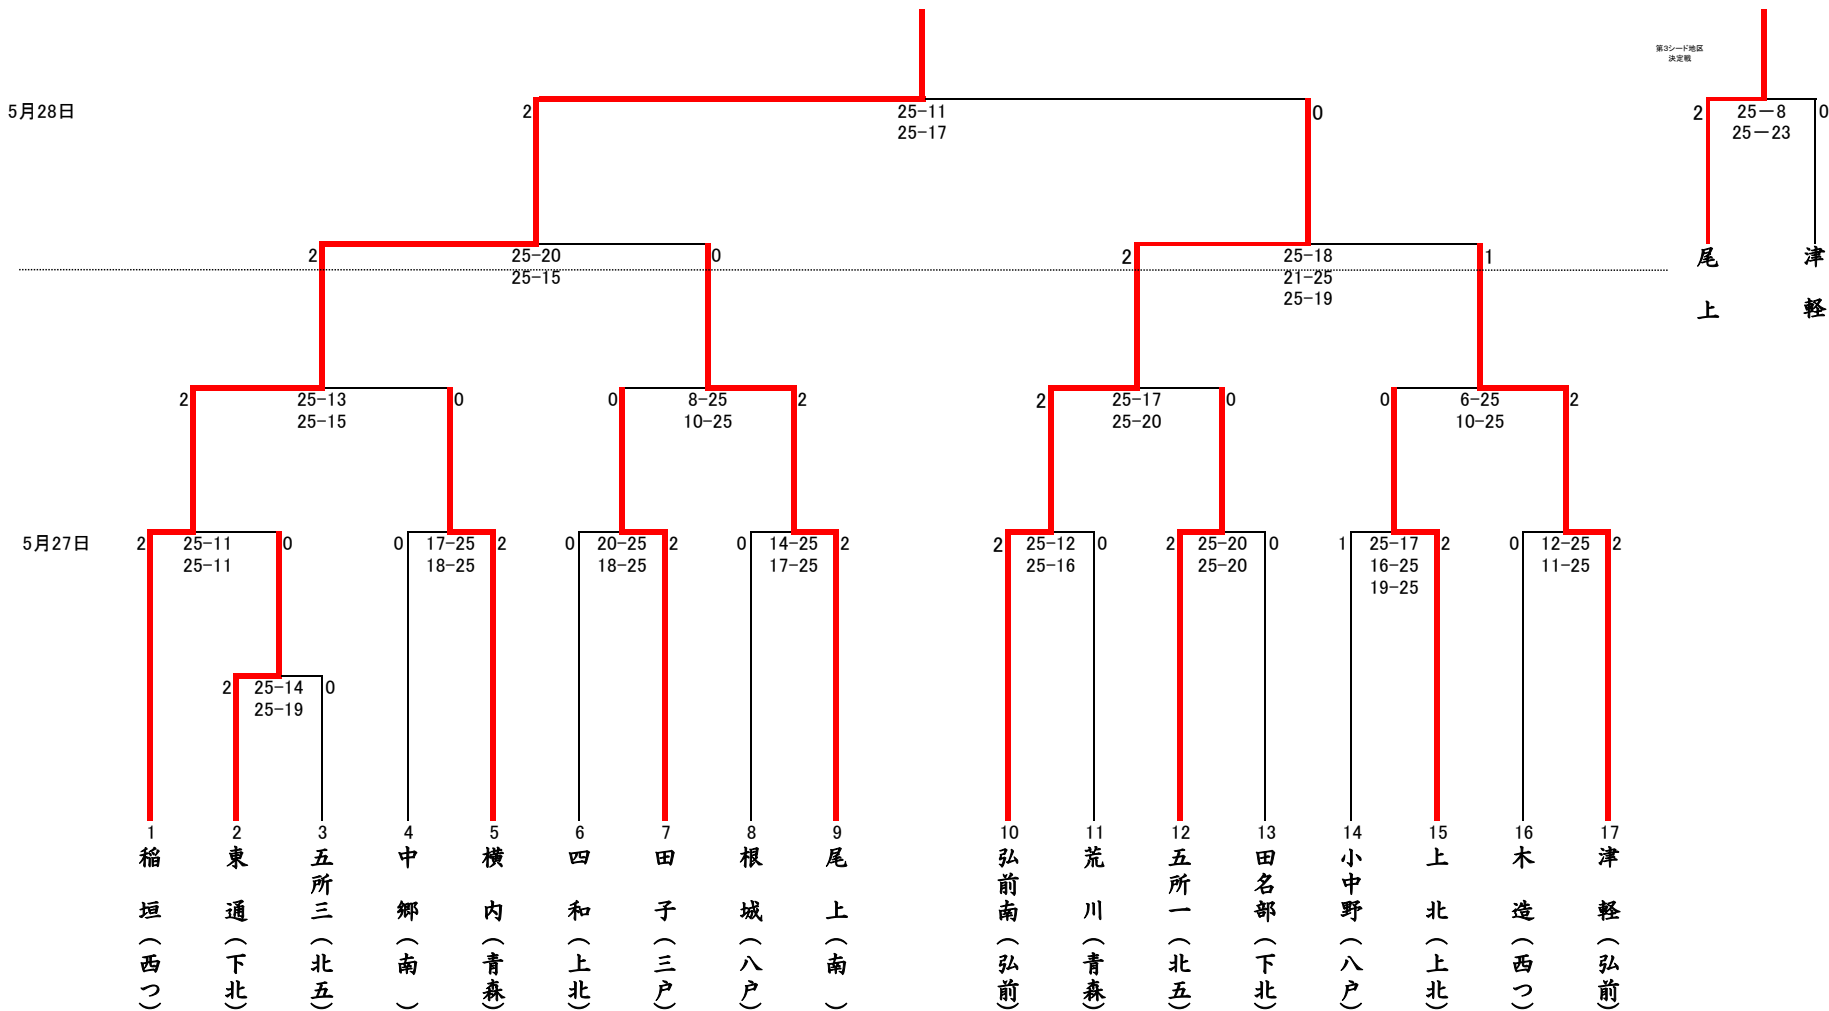 第3シード地区
決定戦
5月28日
2 25-11 0
25-17
2 25－8 0
25－23
2 25-20 0
25-15
2 25-18 1
21-25
25-19
尾上
津軽
2 25-13 0
25-15
0 8-25 2
10-25
2 25-17 0
25-20
0 6-25 2
10-25
5月27日
2 25-11 0
25-11
0 17-25 2
18-25
0 20-25 2
18-25
0 14-25 2
17-25
2 25-12 0
25-16
2 25-20 0
25-20
1 25-17 2
16-25
19-25
0 12-25 2
11-25
2 25-14 0
25-19
1 稲垣(西つ)
2 東通(下北)
3 五所三(北五)
4 中郷(南 )
5 横内(青森)
6 四和(上北)
7 田子(三戸)
8 根城(八戸)
9 尾上(南 )
10 弘前南(弘前)
11 荒川(青森)
12 五所一(北五)
13 田名部(下北)
14 小中野(八戸)
15 上北(上北)
16 木造(西つ)
17 津軽(弘前)